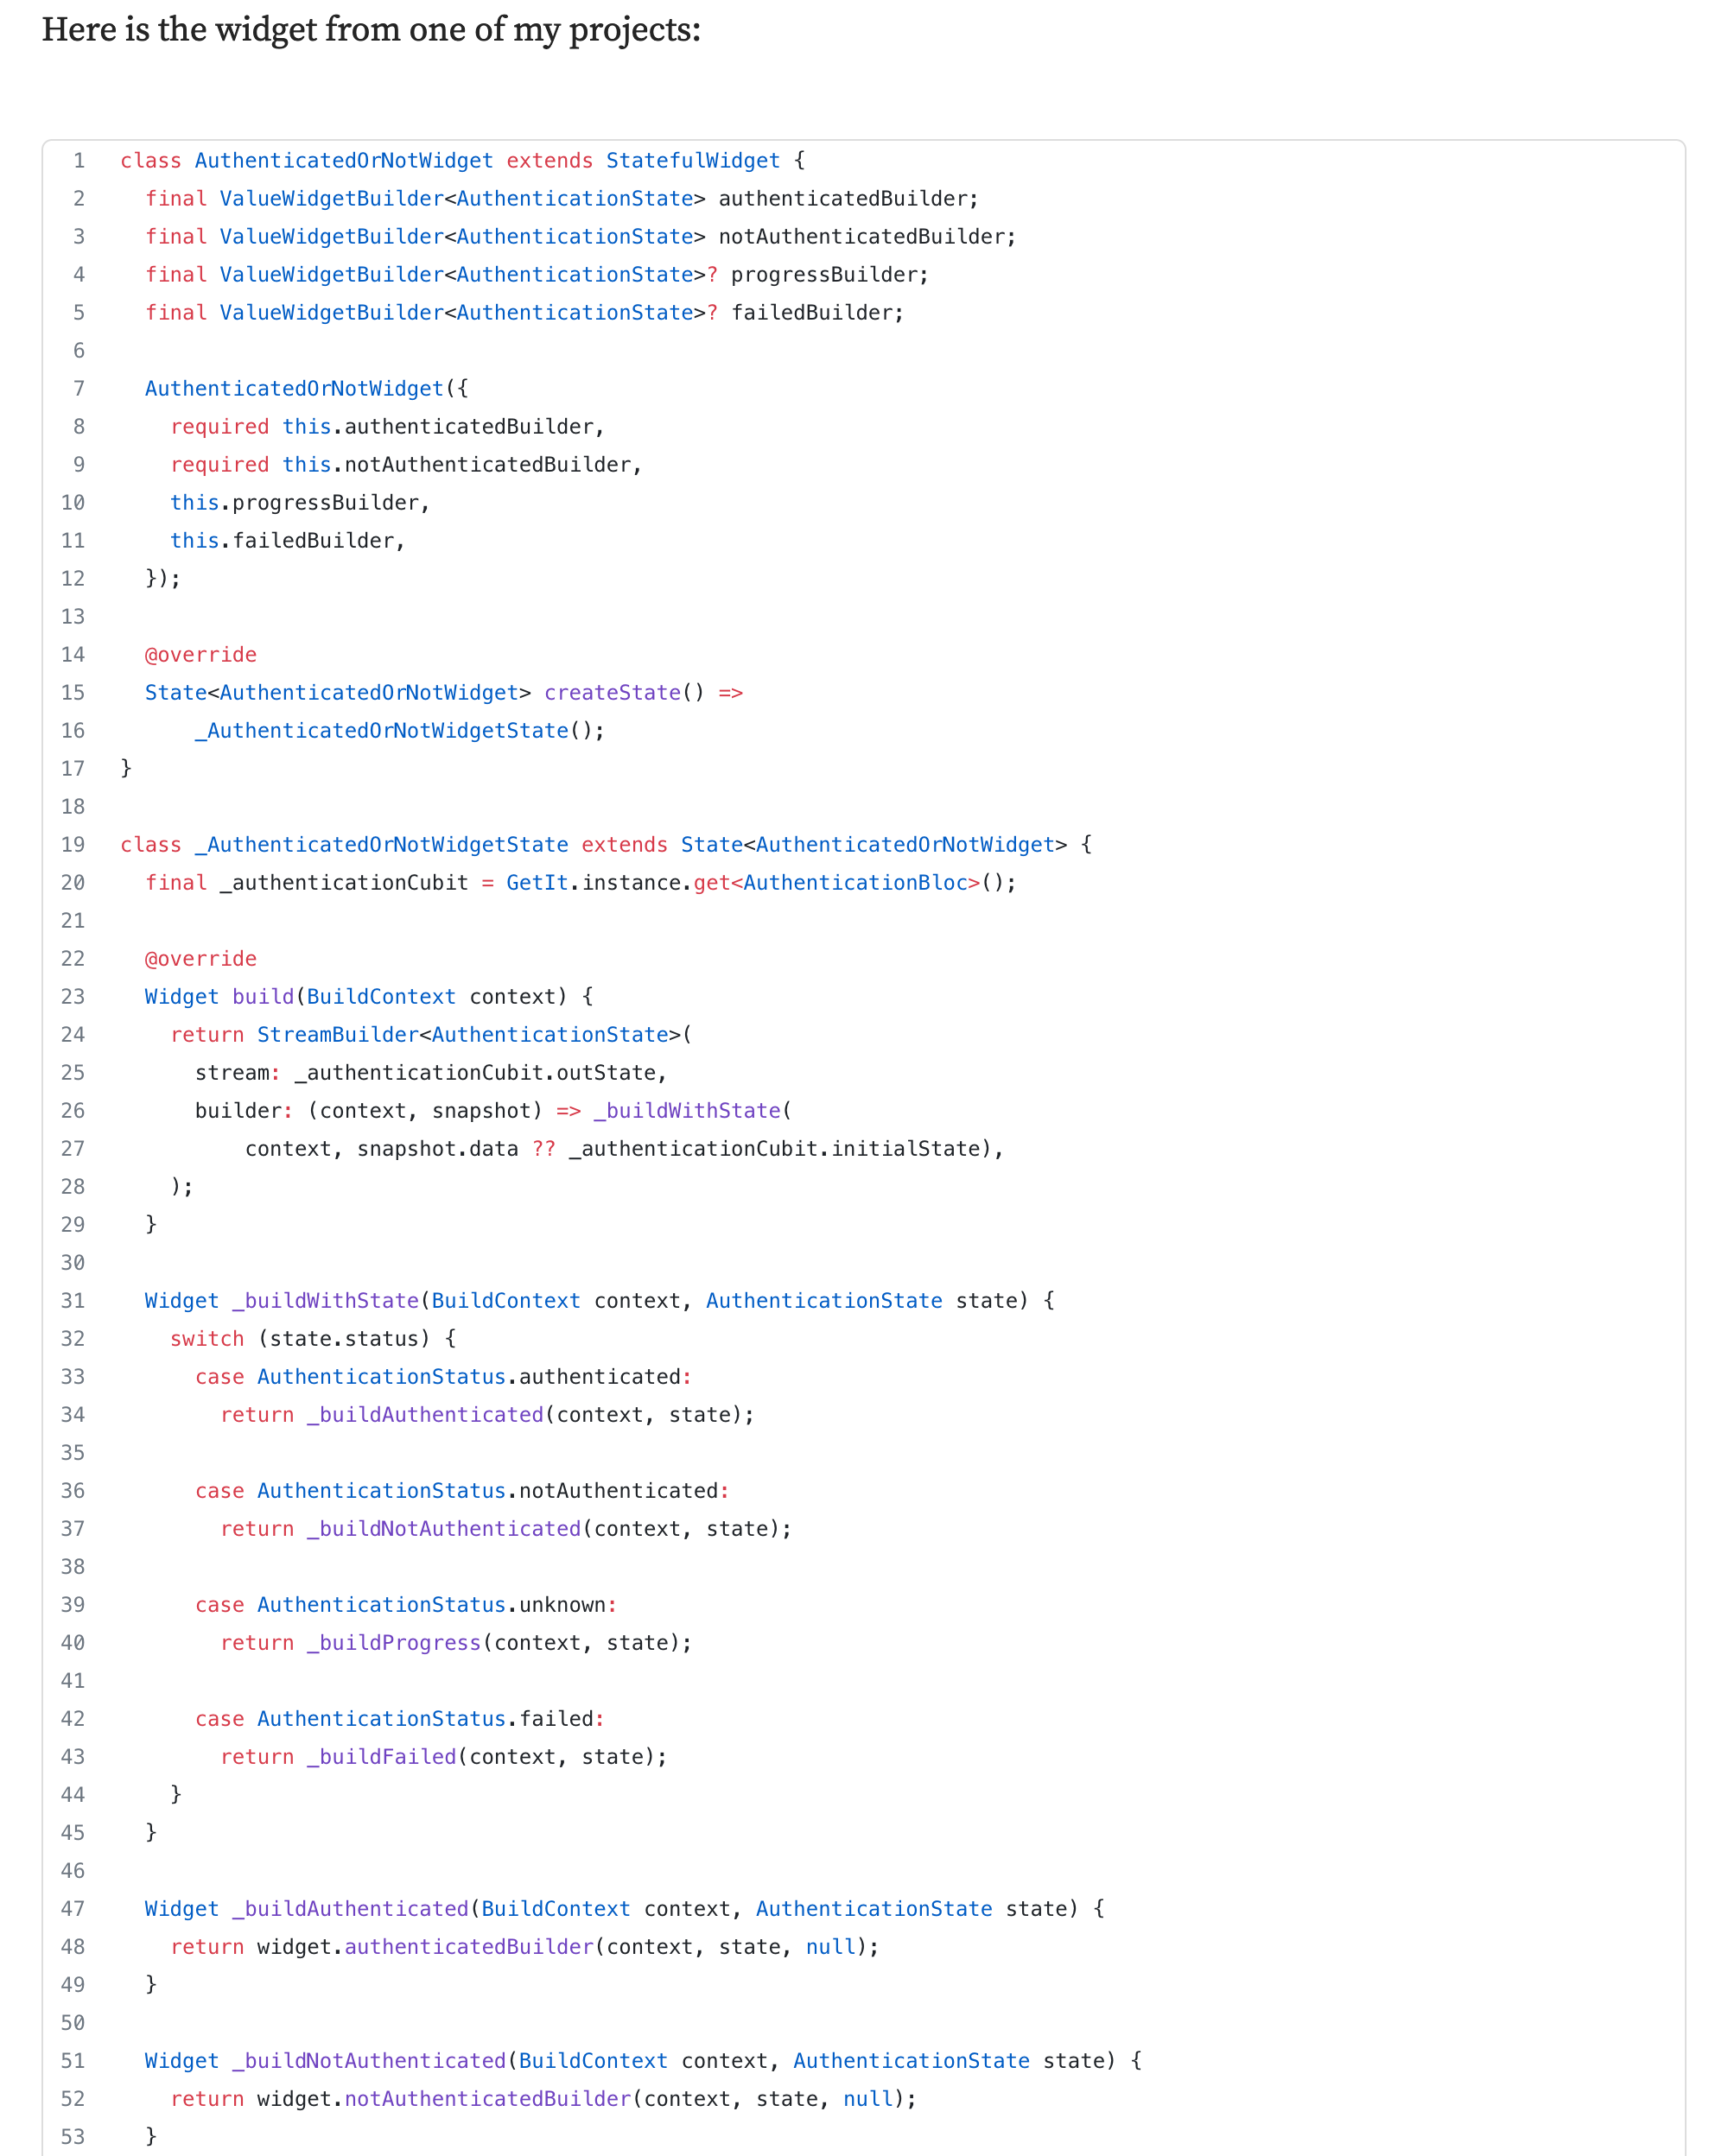 Here is the widget from one of my projects:
1 class AuthenticatedOrNotWidget extends StatefulWidget {
2   final ValueWidgetBuilder<AuthenticationState> authenticatedBuilder;
3   final ValueWidgetBuilder<AuthenticationState> notAuthenticatedBuilder;
4   final ValueWidgetBuilder<AuthenticationState>? progressBuilder;
5   final ValueWidgetBuilder<AuthenticationState>? failedBuilder;
6
7   AuthenticatedOrNotWidget({
8     required this.authenticatedBuilder,
9     required this.notAuthenticatedBuilder,
10     this.progressBuilder,
11     this.failedBuilder,
12   });
13
14   @override
15   State<AuthenticatedOrNotWidget> createState() =>
16       _AuthenticatedOrNotWidgetState();
17 }
18
19 class _AuthenticatedOrNotWidgetState extends State<AuthenticatedOrNotWidget> {
20   final _authenticationCubit = GetIt.instance.get<AuthenticationBloc>();
21
22   @override
23   Widget build(BuildContext context) {
24     return StreamBuilder<AuthenticationState>(
25       stream: _authenticationCubit.outState,
26       builder: (context, snapshot) => _buildWithState(
27           context, snapshot.data ?? _authenticationCubit.initialState),
28     );
29   }
30
31   Widget _buildWithState(BuildContext context, AuthenticationState state) {
32     switch (state.status) {
33       case AuthenticationStatus.authenticated:
34         return _buildAuthenticated(context, state);
35
36       case AuthenticationStatus.notAuthenticated:
37         return _buildNotAuthenticated(context, state);
38
39       case AuthenticationStatus.unknown:
40         return _buildProgress(context, state);
41
42       case AuthenticationStatus.failed:
43         return _buildFailed(context, state);
44     }
45   }
46
47   Widget _buildAuthenticated(BuildContext context, AuthenticationState state) {
48     return widget.authenticatedBuilder(context, state, null);
49   }
50
51   Widget _buildNotAuthenticated(BuildContext context, AuthenticationState state) {
52     return widget.notAuthenticatedBuilder(context, state, null);
53   }